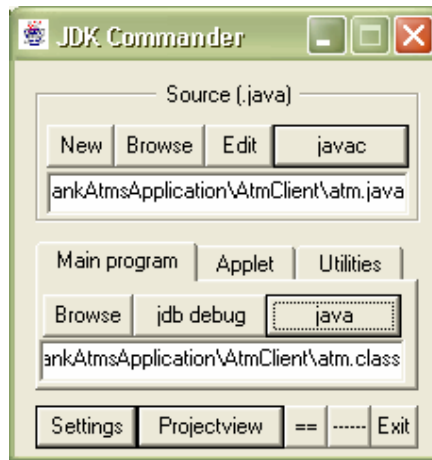 JDK Commander
Source (.java)
New Browse Edit javac
ankAtmsApplication\AtmClient\atm.java
Main program Applet Utilities
Browse jdb debug java
ankAtmsApplication\AtmClient\atm.class
Settings Projectview == ------ Exit